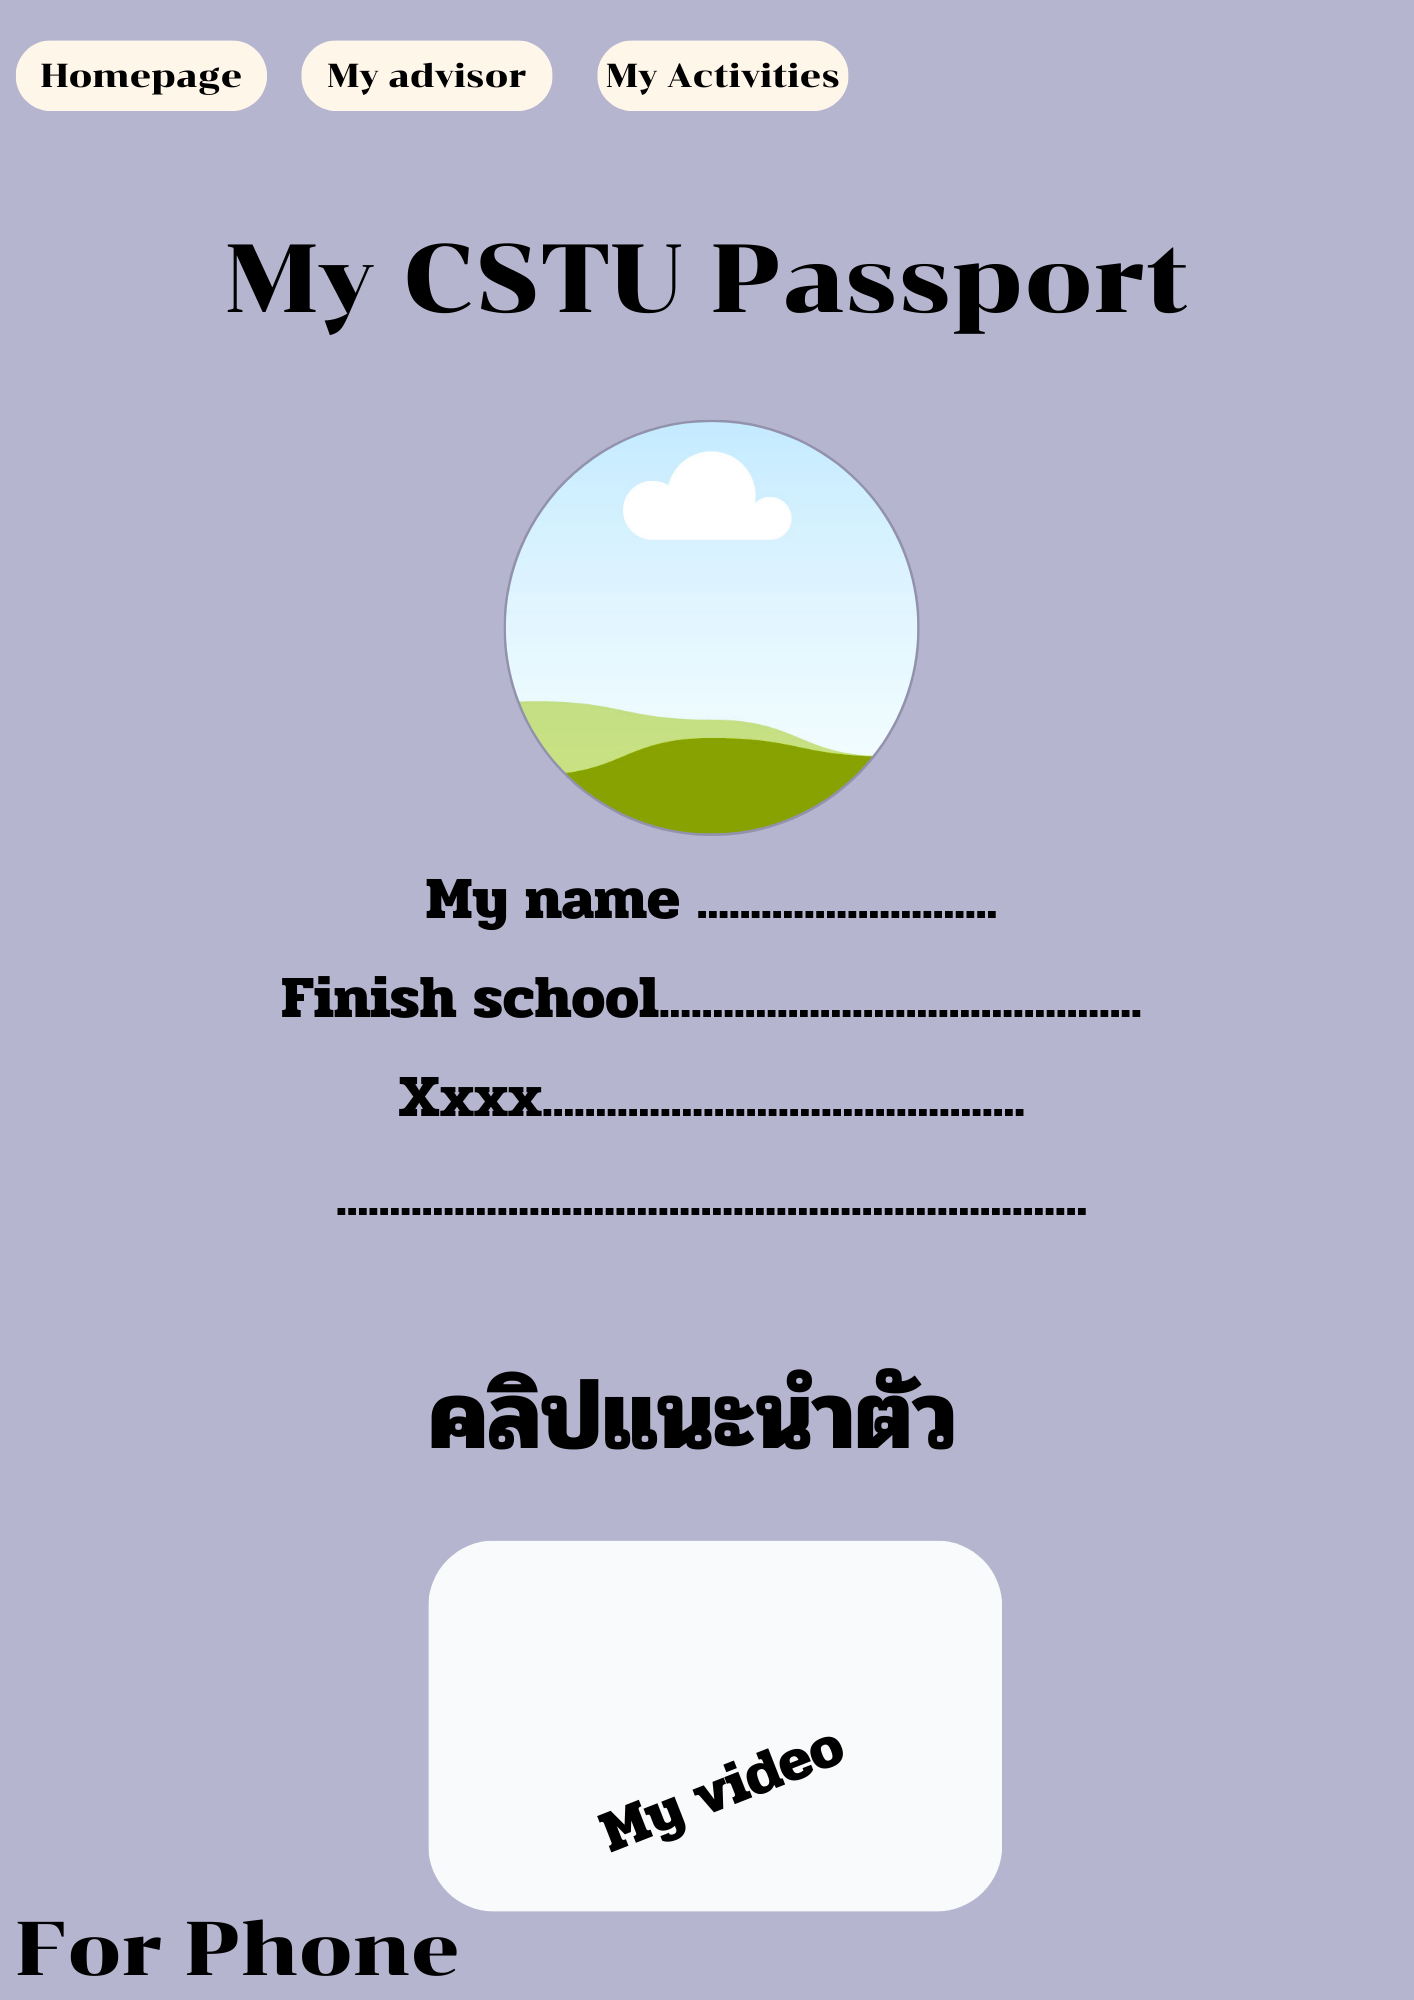 Homepage My advisor My Activities
My CSTU Passport
My name ............................
Finish school.............................................
Xxxx.............................................
......................................................................
คลิปแนะนำตัว
My video
For Phone